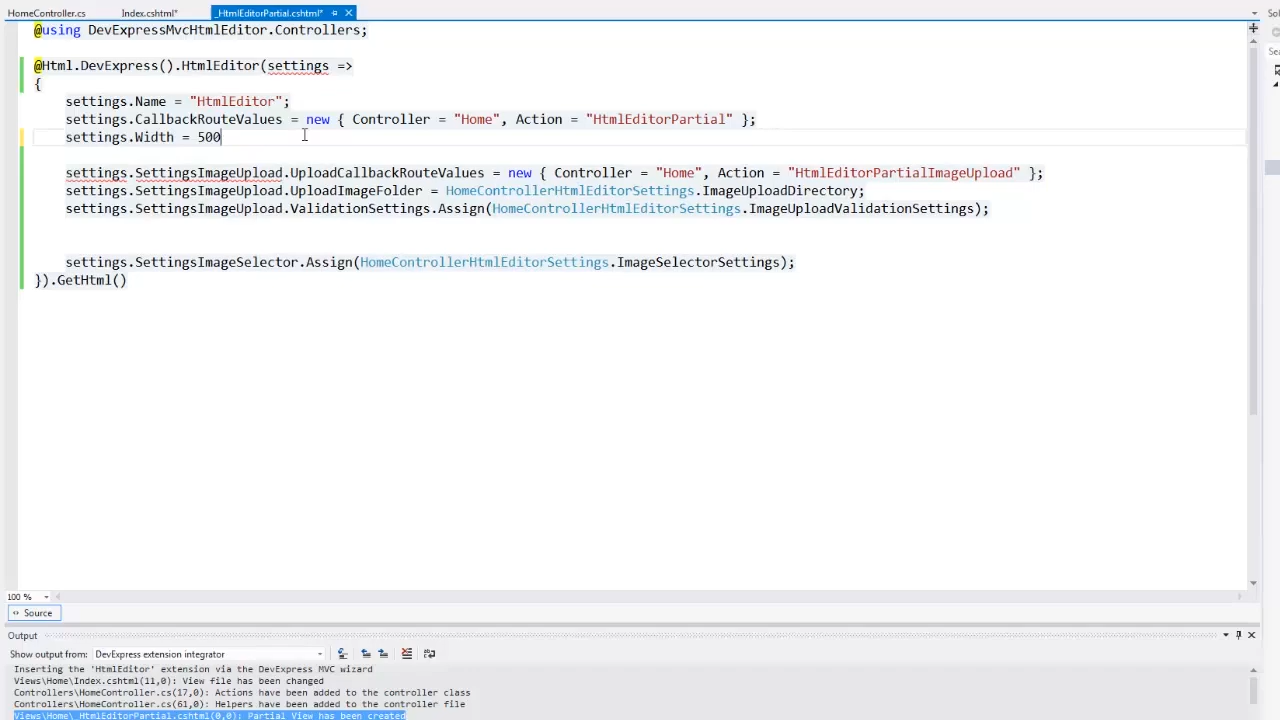 HomeController.cs Index.cshtml* _HtmlEditorPartial.cshtml*
@using DevExpressMvcHtmlEditor.Controllers;
@Html.DevExpress().HtmlEditor(settings =>
{
settings.Name = "HtmlEditor";
settings.CallbackRouteValues = new { Controller = "Home", Action = "HtmlEditorPartial" };
settings.Width = 500
settings.SettingsImageUpload.UploadCallbackRouteValues = new { Controller = "Home", Action = "HtmlEditorPartialImageUpload" };
settings.SettingsImageUpload.UploadImageFolder = HomeControllerHtmlEditorSettings.ImageUploadDirectory;
settings.SettingsImageUpload.ValidationSettings.Assign(HomeControllerHtmlEditorSettings.ImageUploadValidationSettings);
settings.SettingsImageSelector.Assign(HomeControllerHtmlEditorSettings.ImageSelectorSettings);
}).GetHtml()
100 %
Source
Output
Show output from: DevExpress extension integrator
Inserting the 'HtmlEditor' extension via the DevExpress MVC wizard
Views\Home\Index.cshtml(11,0): View file has been changed
Controllers\HomeController.cs(17,0): Actions have been added to the controller class
Controllers\HomeController.cs(61,0): Helpers have been added to the controller file
Views\Home\_HtmlEditorPartial.cshtml(0,0): Partial View has been created